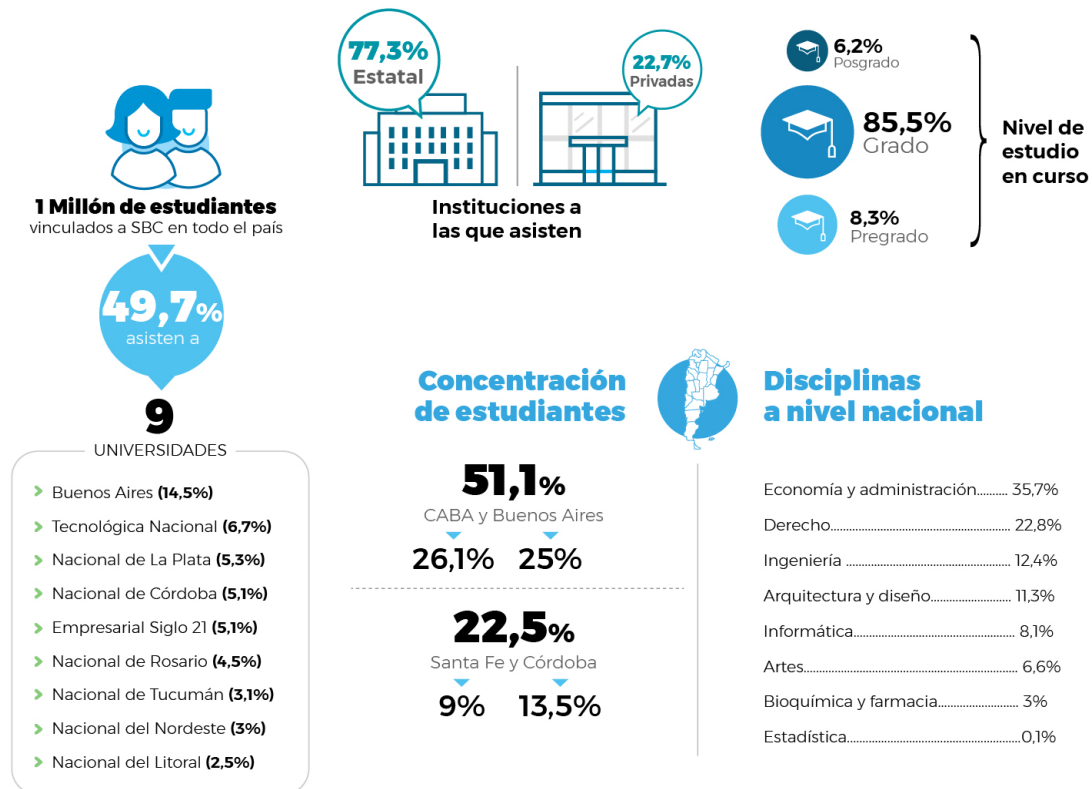 1 Millón de estudiantes
vinculados a SBC en todo el país
49,7%
asisten a
9
UNIVERSIDADES
Buenos Aires (14,5%)
Tecnológica Nacional (6,7%)
Nacional de La Plata (5,3%)
Nacional de Córdoba (5,1%)
Empresarial Siglo 21 (5,1%)
Nacional de Rosario (4,5%)
Nacional de Tucumán (3,1%)
Nacional del Nordeste (3%)
Nacional del Litoral (2,5%)
77,3%
Estatal
22,7%
Privadas
Instituciones a
las que asisten
6,2%
Posgrado
85,5%
Grado
8,3%
Pregrado
Nivel de
estudio
en curso
Concentración
de estudiantes
51,1%
CABA y Buenos Aires
26,1% 25%
22,5%
Santa Fe y Córdoba
9% 13,5%
Disciplinas
a nivel nacional
Economía y administración......... 35,7%
Derecho..................................................... 22,8%
Ingeniería ................................................. 12,4%
Arquitectura y diseño........................ 11,3%
Informática................................................ 8,1%
Artes.............................................................. 6,6%
Bioquímica y farmacia......................... 3%
Estadística...................................................0,1%